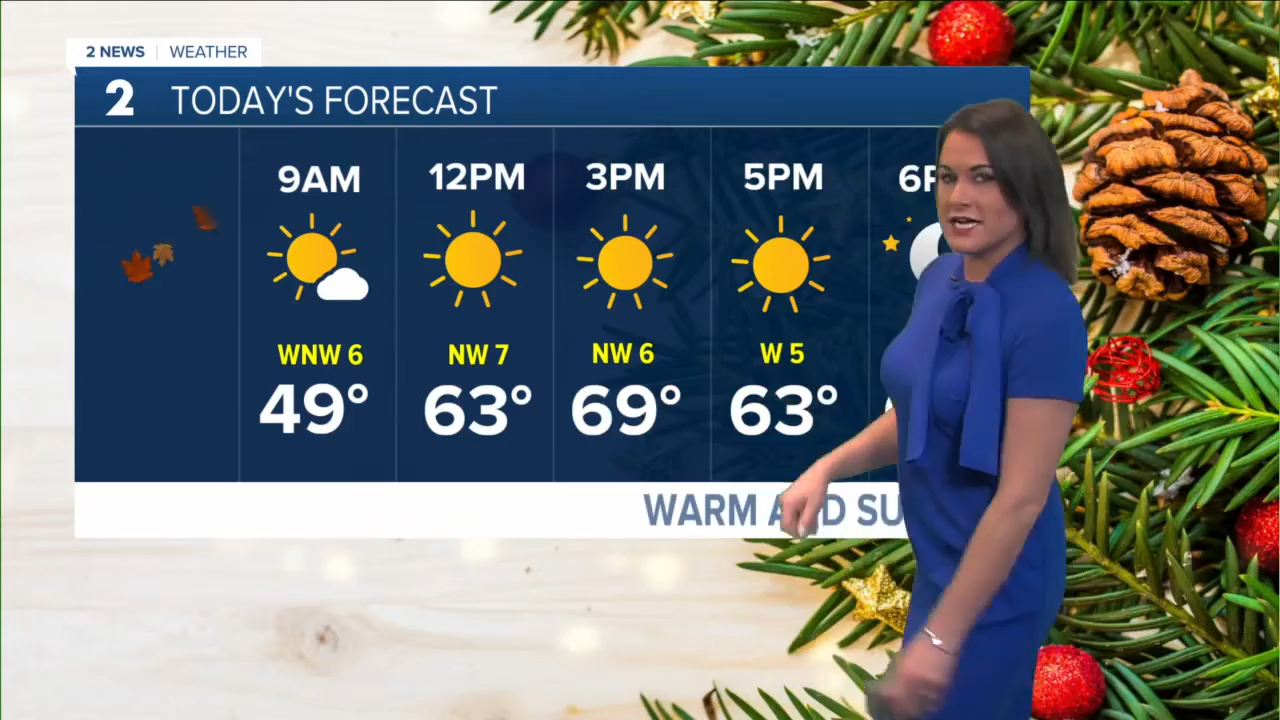 2 NEWS | WEATHER
2 TODAY'S FORECAST
9AM 12PM 3PM 5PM
WNW 6 NW 7 NW 6 W 5
49° 63° 69° 63°
WARM